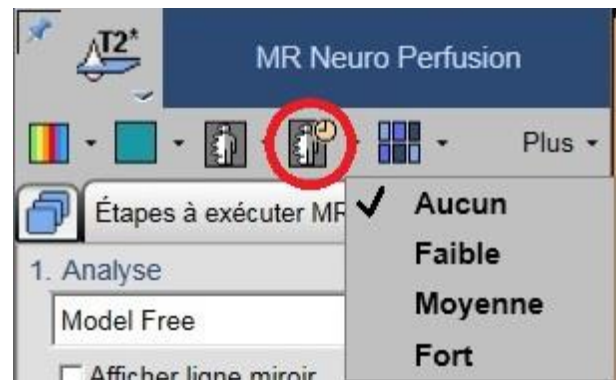 T2*
MR Neuro Perfusion
Plus
Étapes à exécuter MR
Aucun
Faible
Moyenne
Fort
1. Analyse
Model Free
Afficher ligne miroir